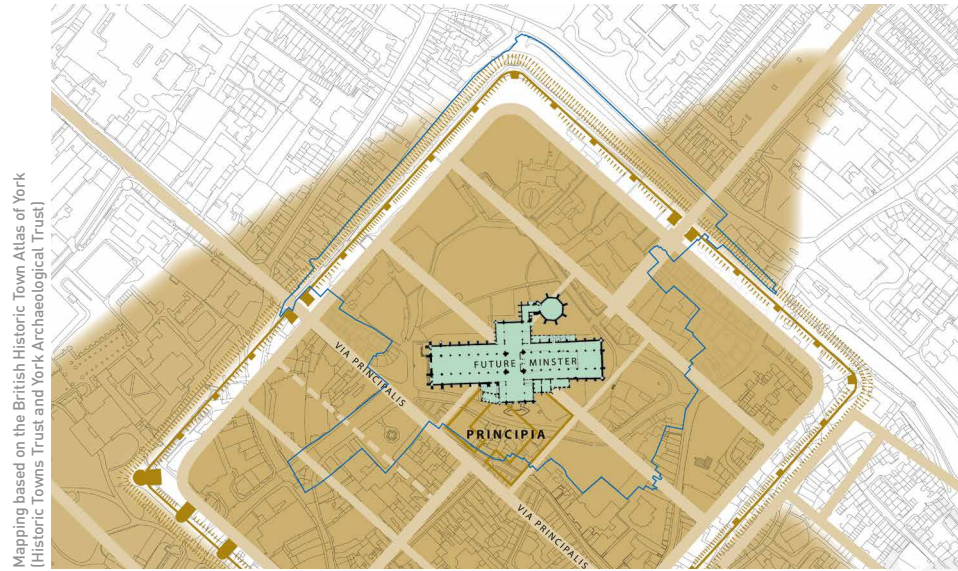 Mapping based on the British Historic Town Atlas of York
(Historic Towns Trust and York Archaeological Trust)
FUTURE MINSTER
VIA PRINCIPALIS
PRINCIPIA
VIA PRINCIPALIS